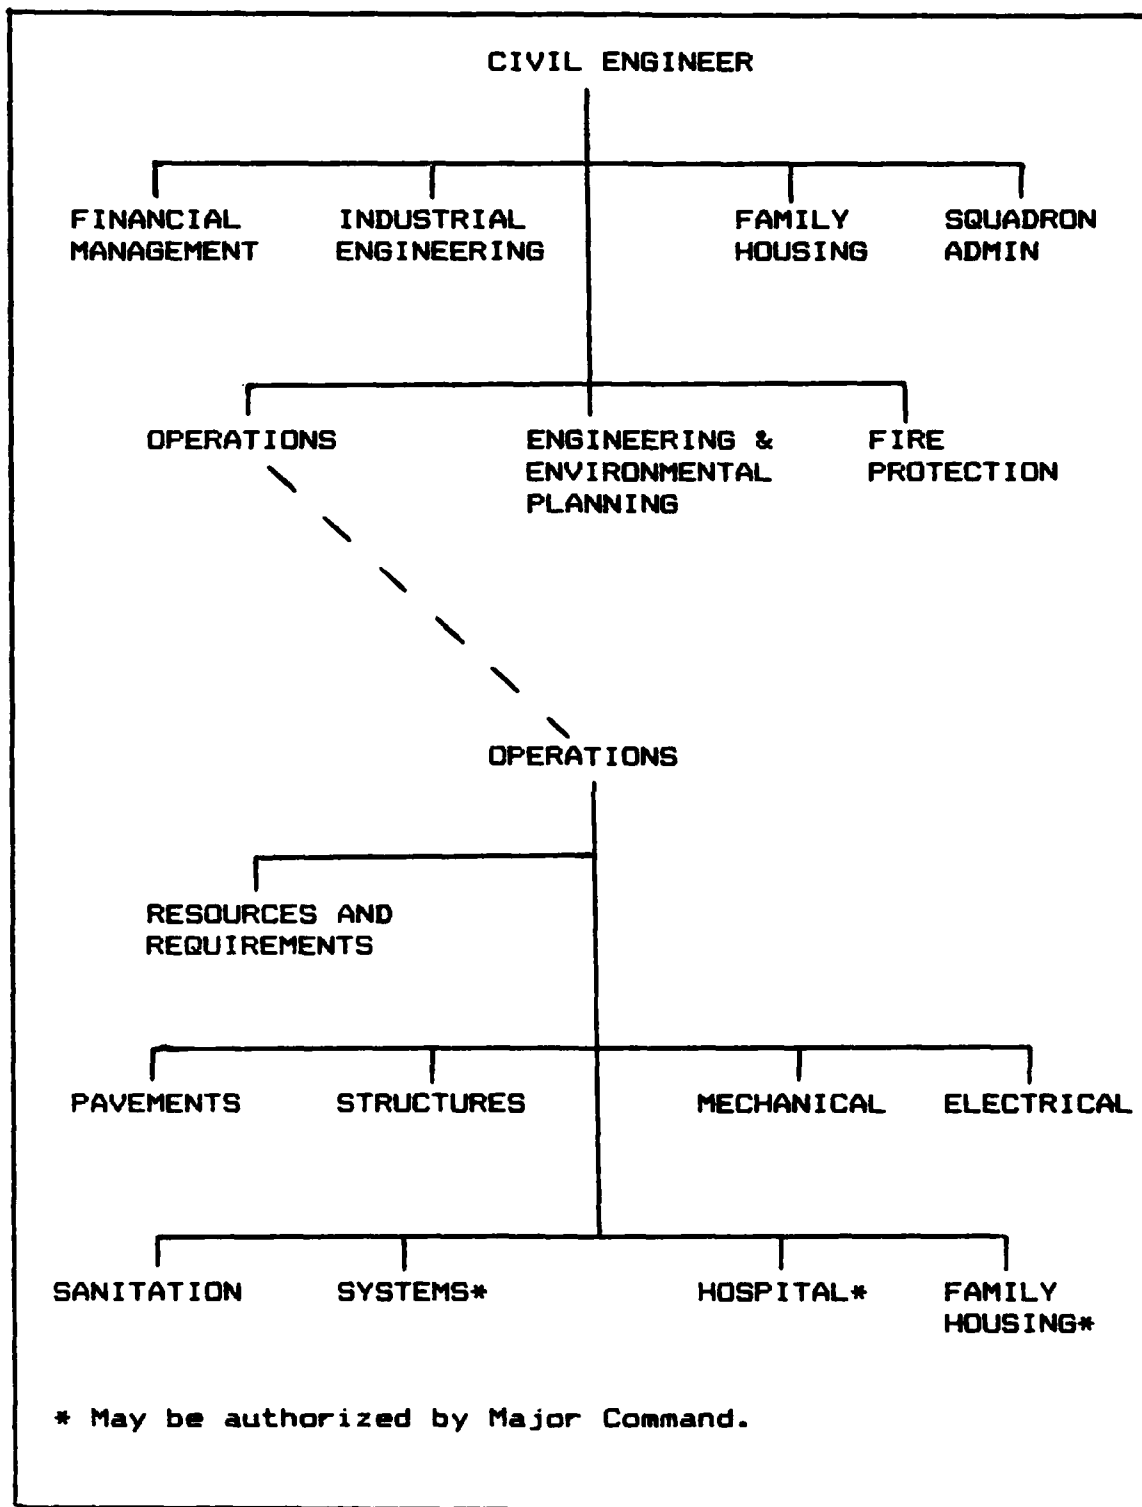 CIVIL ENGINEER
FINANCIAL
MANAGEMENT
INDUSTRIAL
ENGINEERING
FAMILY
HOUSING
SQUADRON
ADMIN
OPERATIONS
ENGINEERING &
ENVIRONMENTAL
PLANNING
FIRE
PROTECTION
OPERATIONS
RESOURCES AND
REQUIREMENTS
PAVEMENTS
STRUCTURES
MECHANICAL
ELECTRICAL
SANITATION
SYSTEMS*
HOSPITAL*
FAMILY
HOUSING*
* May be authorized by Major Command.